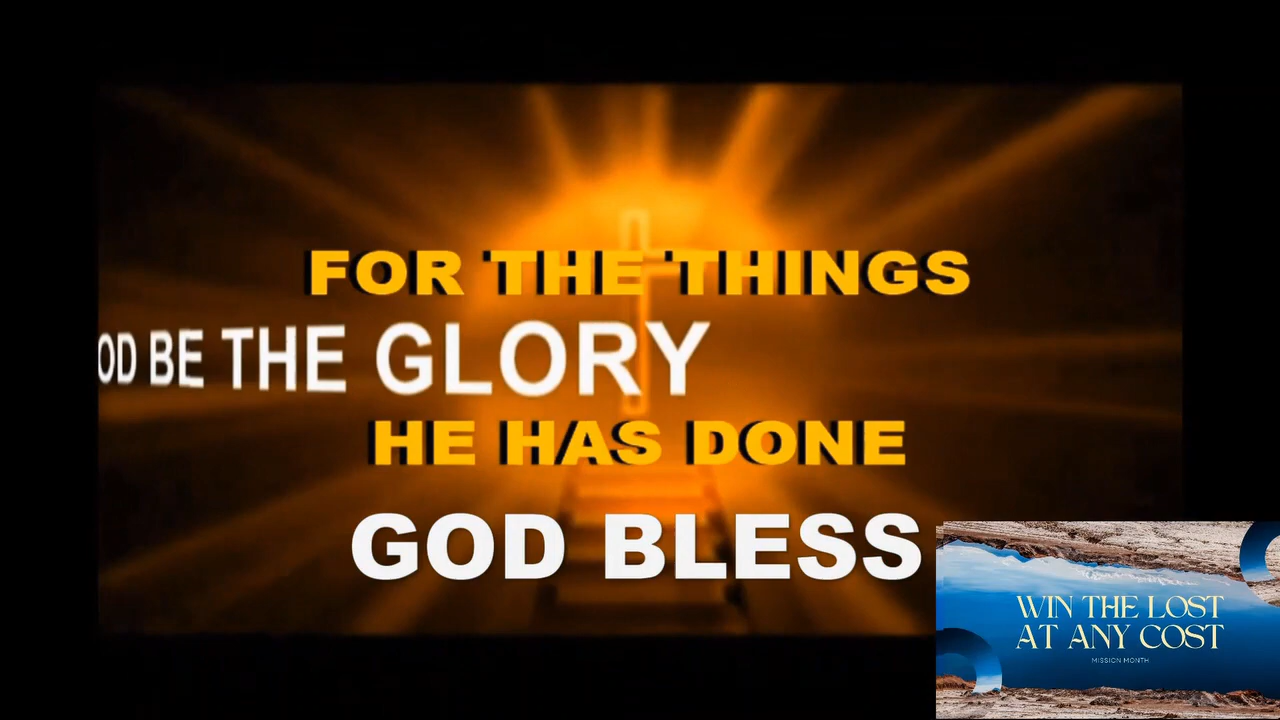 FOR THE THINGS
OD BE THE GLORY
HE HAS DONE
GOD BLESS
WIN THE LOST
AT ANY COST
MISSION MONTH